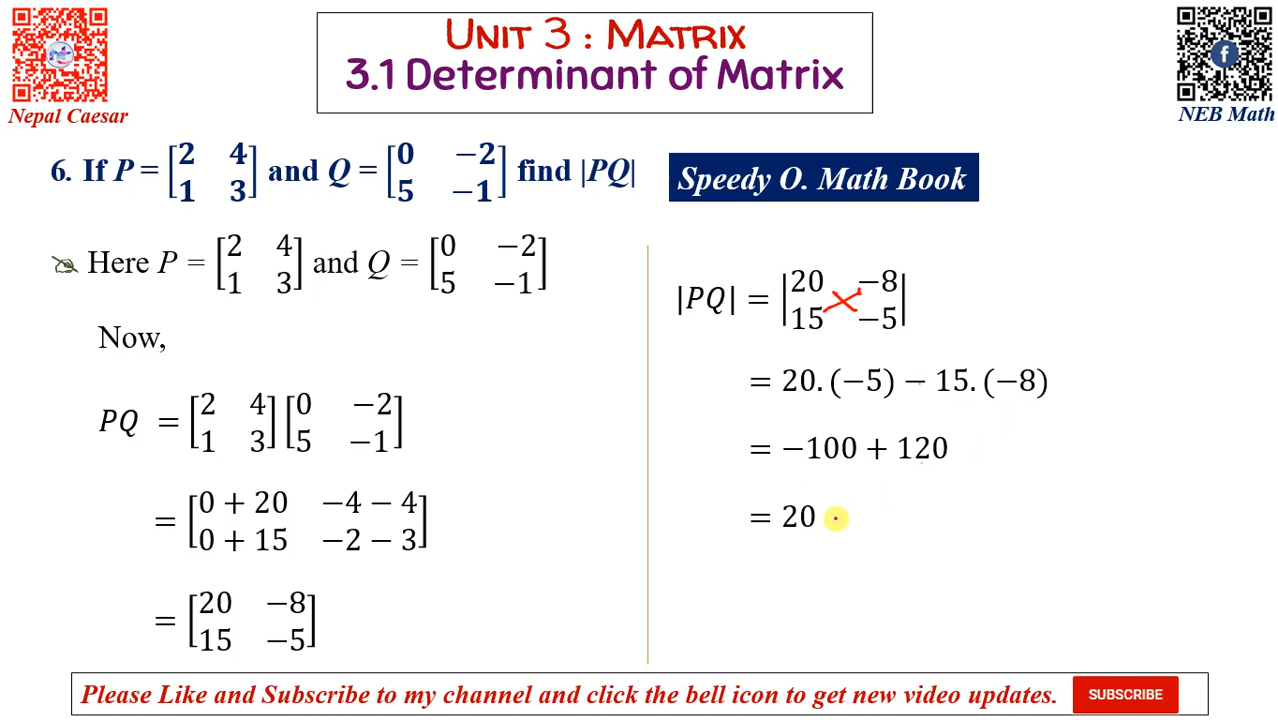 UNIT 3 : MATRIX
3.1 Determinant of Matrix
Nepal Caesar
NEB Math
6. If P = [2 4 1 3] and Q = [0 −2 5 −1] find |PQ|
Speedy O. Math Book
Here P = [2 4 1 3] and Q = [0 −2 5 −1]
Now,
PQ = [2 4 1 3] [0 −2 5 −1]
= [0 + 20 −4 − 4 0 + 15 −2 − 3]
= [20 −8 15 −5]
|PQ| = |20 −8 15 −5|
= 20. (−5) − 15. (−8)
= −100 + 120
= 20
Please Like and Subscribe to my channel and click the bell icon to get new video updates.
SUBSCRIBE